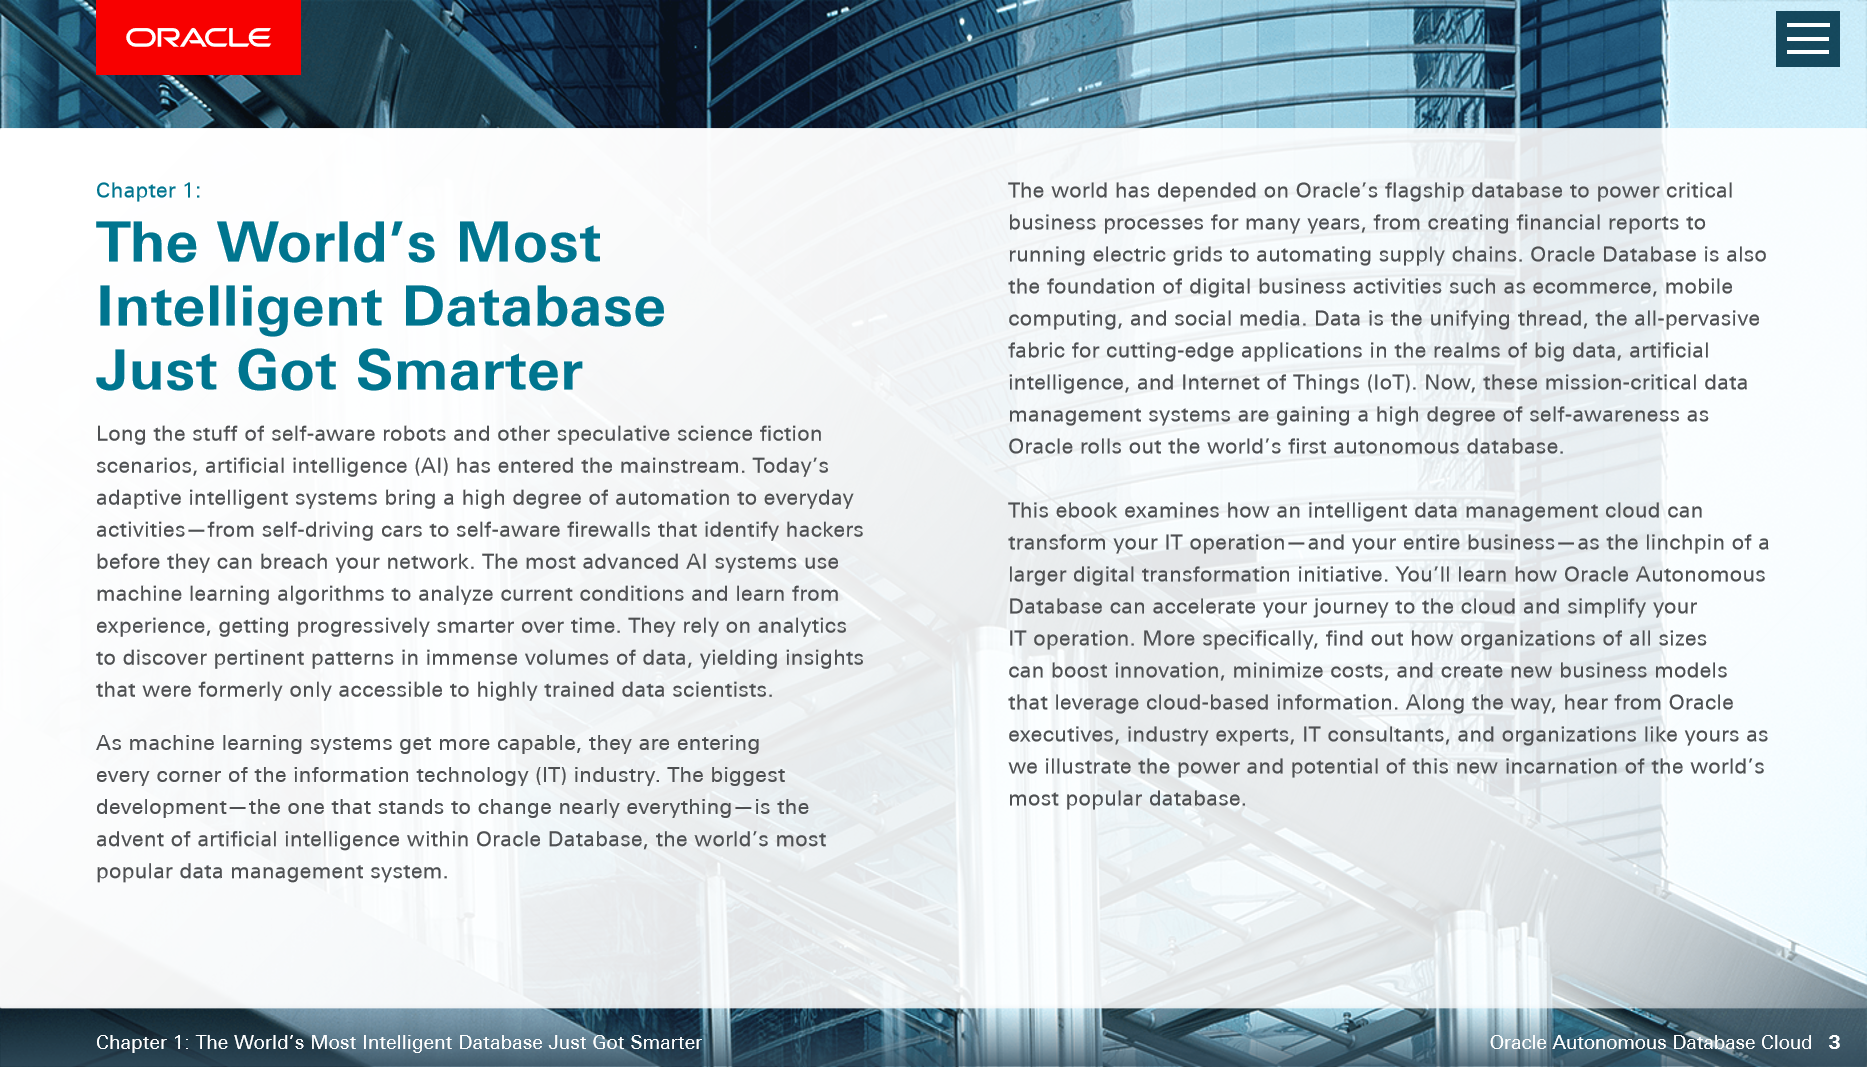 ORACLE
Chapter 1:
The World’s Most
Intelligent Database
Just Got Smarter
Long the stuff of self-aware robots and other speculative science fiction
scenarios, artificial intelligence (AI) has entered the mainstream. Today’s
adaptive intelligent systems bring a high degree of automation to everyday
activities—from self-driving cars to self-aware firewalls that identify hackers
before they can breach your network. The most advanced AI systems use
machine learning algorithms to analyze current conditions and learn from
experience, getting progressively smarter over time. They rely on analytics
to discover pertinent patterns in immense volumes of data, yielding insights
that were formerly only accessible to highly trained data scientists.
As machine learning systems get more capable, they are entering
every corner of the information technology (IT) industry. The biggest
development—the one that stands to change nearly everything—is the
advent of artificial intelligence within Oracle Database, the world’s most
popular data management system.
The world has depended on Oracle’s flagship database to power critical
business processes for many years, from creating financial reports to
running electric grids to automating supply chains. Oracle Database is also
the foundation of digital business activities such as ecommerce, mobile
computing, and social media. Data is the unifying thread, the all-pervasive
fabric for cutting-edge applications in the realms of big data, artificial
intelligence, and Internet of Things (IoT). Now, these mission-critical data
management systems are gaining a high degree of self-awareness as
Oracle rolls out the world’s first autonomous database.
This ebook examines how an intelligent data management cloud can
transform your IT operation—and your entire business—as the linchpin of a
larger digital transformation initiative. You’ll learn how Oracle Autonomous
Database can accelerate your journey to the cloud and simplify your
IT operation. More specifically, find out how organizations of all sizes
can boost innovation, minimize costs, and create new business models
that leverage cloud-based information. Along the way, hear from Oracle
executives, industry experts, IT consultants, and organizations like yours as
we illustrate the power and potential of this new incarnation of the world’s
most popular database.
Chapter 1: The World’s Most Intelligent Database Just Got Smarter
Oracle Autonomous Database Cloud 3